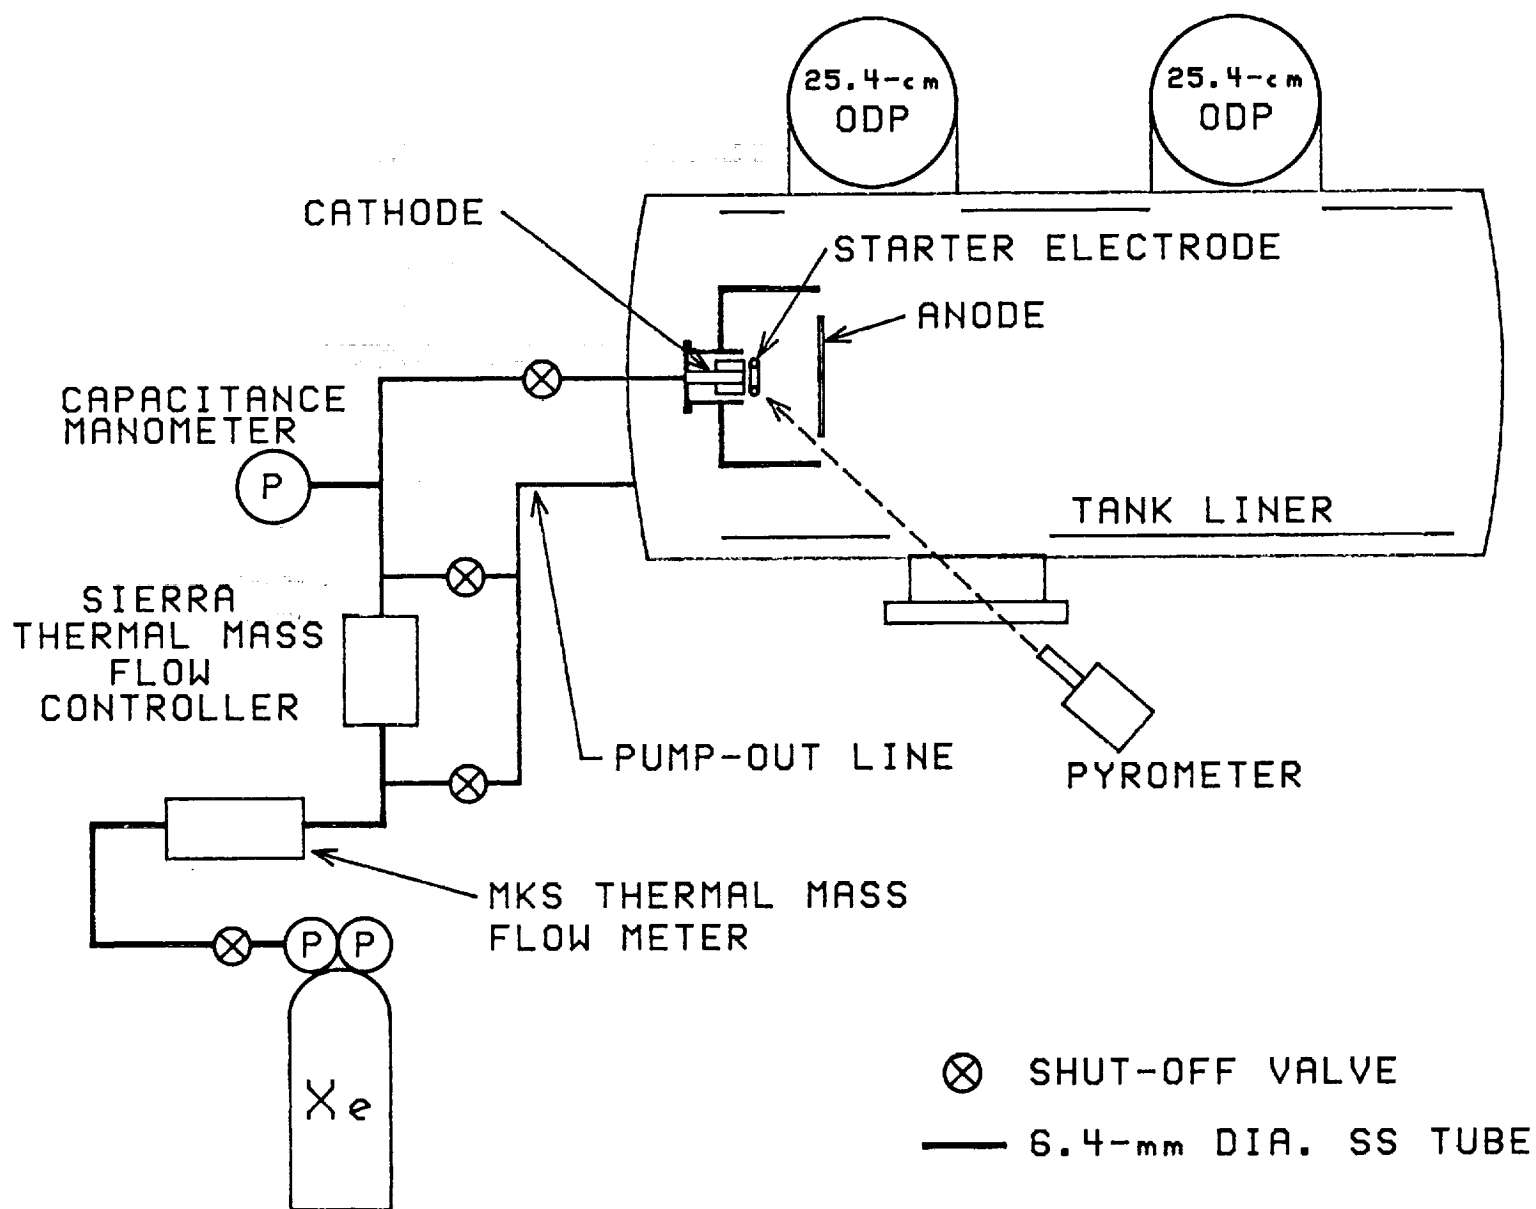 25.4-cm
ODP
25.4-cm
ODP
CATHODE
STARTER ELECTRODE
ANODE
CAPACITANCE
MANOMETER
P
TANK LINER
SIERRA
THERMAL MASS
FLOW
CONTROLLER
PUMP-OUT LINE
PYROMETER
MKS THERMAL MASS
FLOW METER
P P
Xe
SHUT-OFF VALVE
6.4-mm DIA. SS TUBE